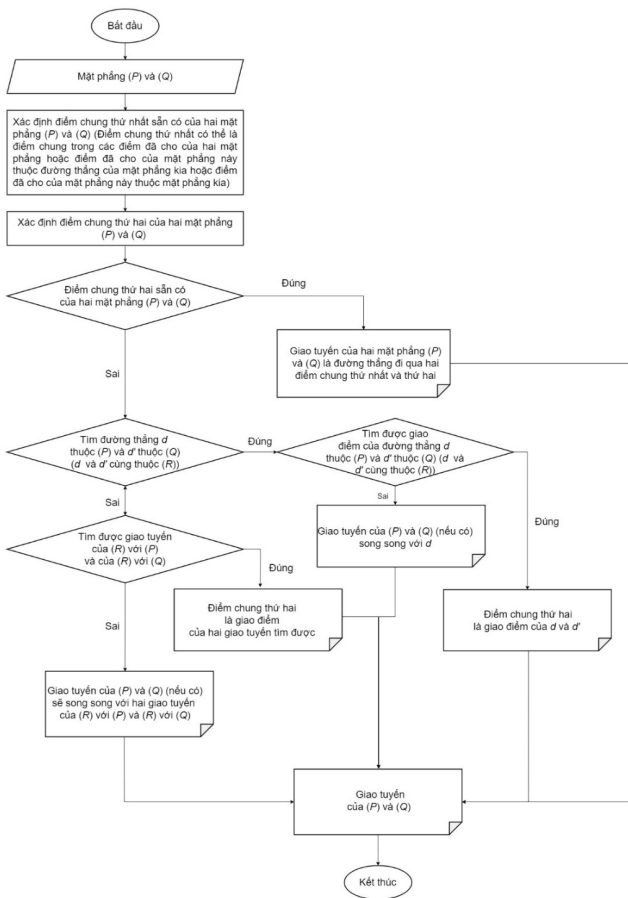 Bắt đầu
Mặt phẳng (P) và (Q)
Xác định điểm chung thứ nhất sẵn có của hai mặt
phẳng (P) và (Q) (Điểm chung thứ nhất có thể là
điểm chung trong các điểm đã cho của hai mặt
phẳng hoặc điểm đã cho của mặt phẳng này
thuộc đường thẳng của mặt phẳng kia hoặc điểm
đã cho của mặt phẳng này thuộc mặt phẳng kia)
Xác định điểm chung thứ hai của hai mặt phẳng
(P) và (Q)
Điểm chung thứ hai sẵn có
của hai mặt phẳng (P) và (Q)
Đúng
Giao tuyến của hai mặt phẳng (P)
và (Q) là đường thẳng đi qua hai
điểm chung thứ nhất và thứ hai
Sai
Tìm đường thẳng d
thuộc (P) và d' thuộc (Q)
(d và d' cùng thuộc (R))
Đúng
Tìm được giao
điểm của đường thẳng d
thuộc (P) và d' thuộc (Q) (d và
d' cùng thuộc (R))
Sai
Sai
Đúng
Giao tuyến của (P) và (Q) (nếu có)
song song với d
Tìm được giao tuyến
của (R) với (P)
và của (R) với (Q)
Đúng
Điểm chung thứ hai
là giao điểm
của hai giao tuyến tìm được
Điểm chung thứ hai
là giao điểm của d và d'
Sai
Giao tuyến của (P) và (Q) (nếu có)
sẽ song song với hai giao tuyến
của (R) với (P) và (R) với (Q)
Giao tuyến
của (P) và (Q)
Kết thúc